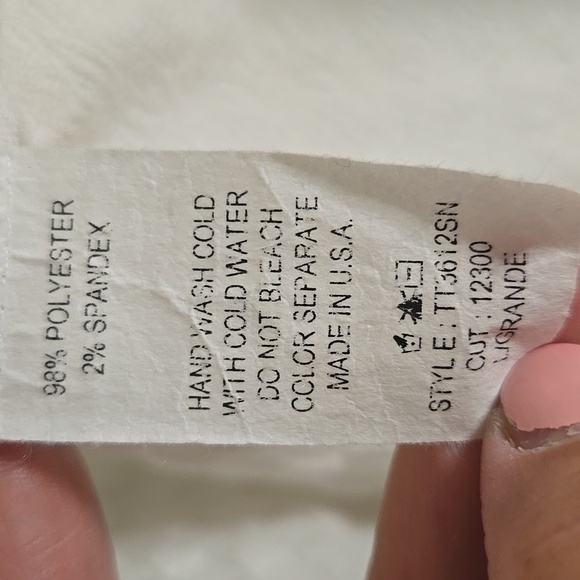 98% POLYESTER
2% SPANDEX
HAND WASH COLD
WITH COLD WATER
DO NOT BLEACH
COLOR SEPARATE
MADE IN U.S.A.
STYLE : TT3612SN
CUT : 12300